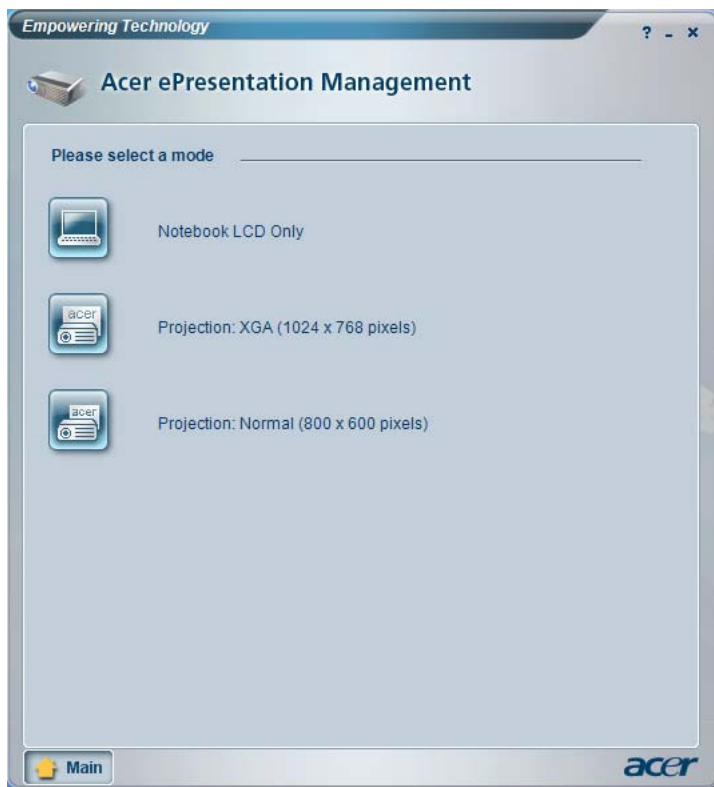 Empowering Technology
? - ×
Acer ePresentation Management
Please select a mode
Notebook LCD Only
acer
Projection: XGA (1024 x 768 pixels)
acer
Projection: Normal (800 x 600 pixels)
Main
acer